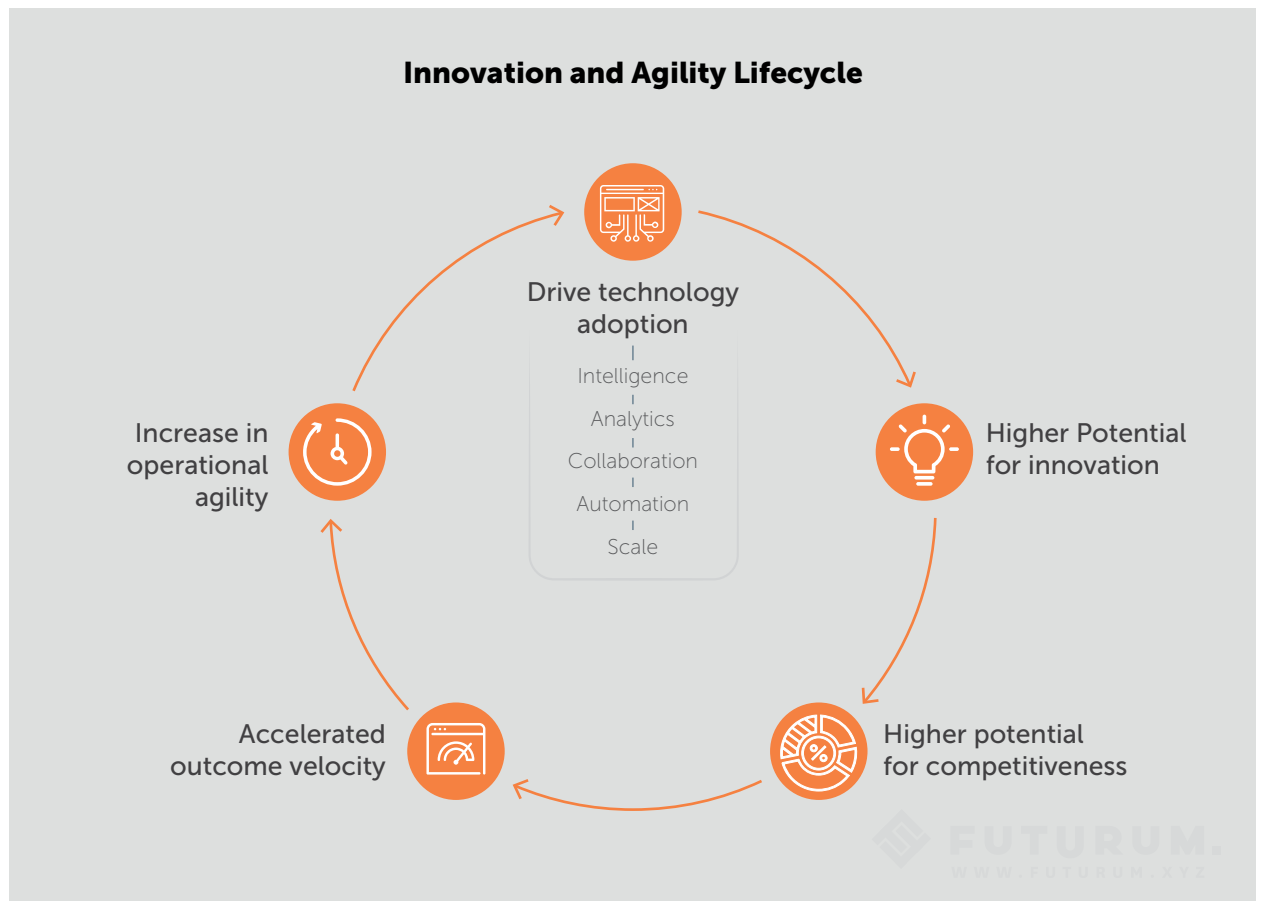 Innovation and Agility Lifecycle
Drive technology
adoption
Intelligence
Analytics
Collaboration
Automation
Scale
Higher Potential
for innovation
Higher potential
for competitiveness
%
Accelerated
outcome velocity
Increase in
operational
agility
FUTURUM.
WWW.FUTURUM.XYZ